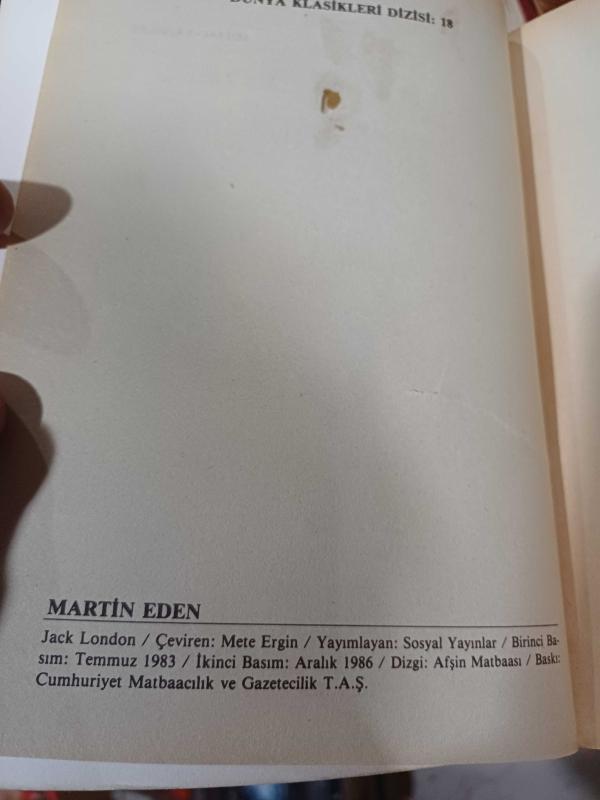 DÜNYA KLASİKLERİ DİZİSİ: 18
MARTİN EDEN
Jack London / Çeviren: Mete Ergin / Yayımlayan: Sosyal Yayınlar / Birinci Ba-
sım: Temmuz 1983 / İkinci Basım: Aralık 1986 / Dizgi: Afşin Matbaası / Baskı:
Cumhuriyet Matbaacılık ve Gazetecilik T.A.Ş.